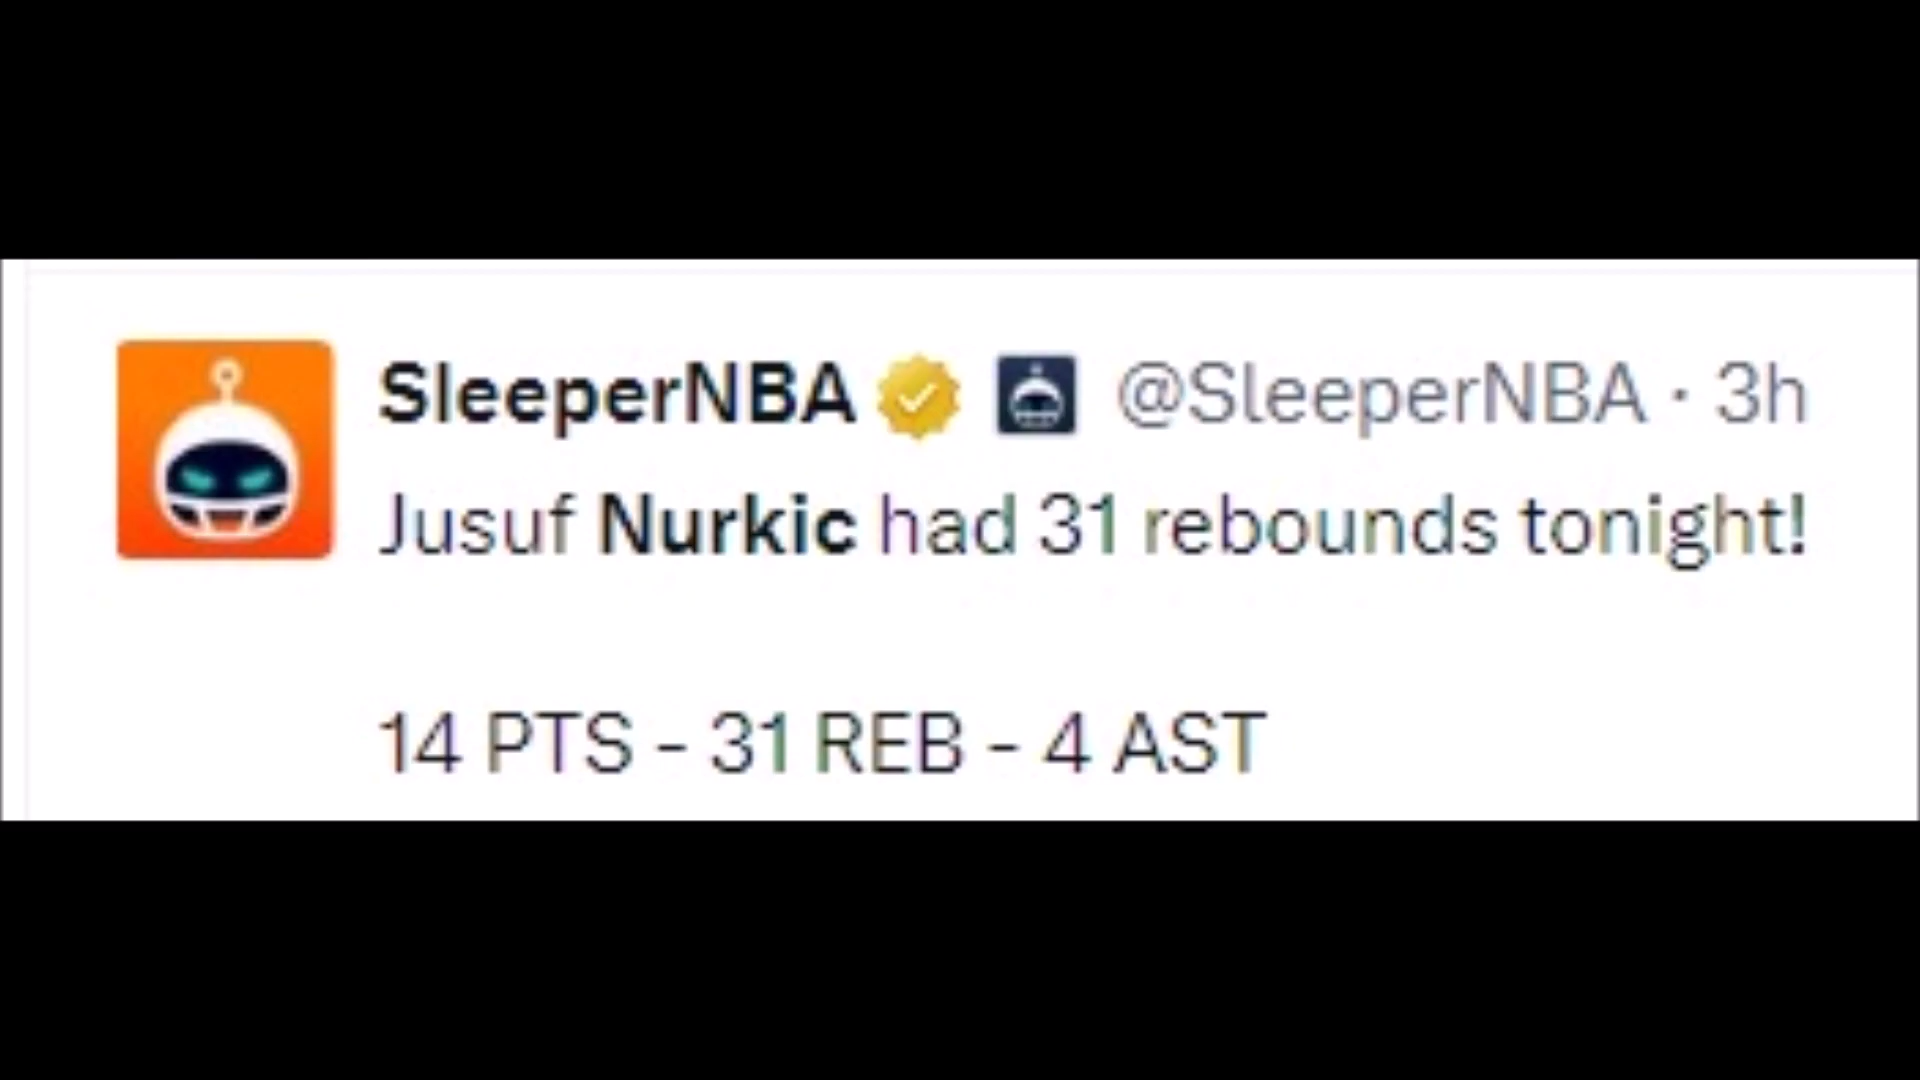 SleeperNBA @SleeperNBA · 3h
Jusuf Nurkic had 31 rebounds tonight!
14 PTS - 31 REB - 4 AST